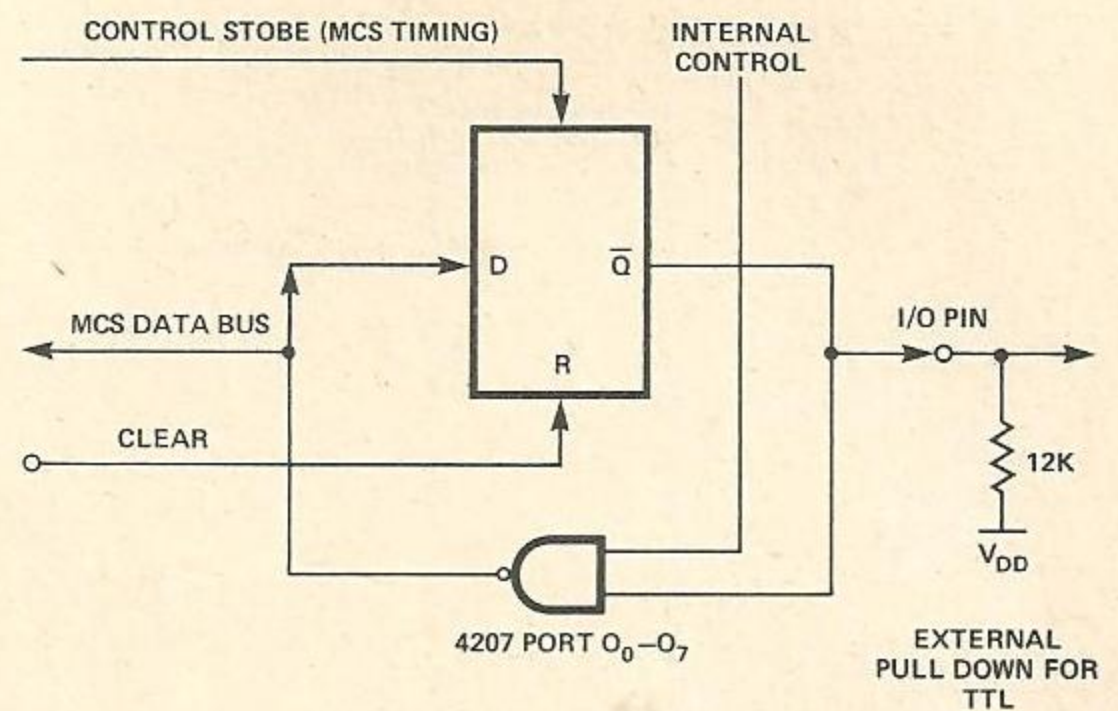 CONTROL STOBE (MCS TIMING)
INTERNAL
CONTROL
D
Q̅
MCS DATA BUS
I/O PIN
R
CLEAR
12K
V_DD
4207 PORT O₀–O₇
EXTERNAL
PULL DOWN FOR
TTL